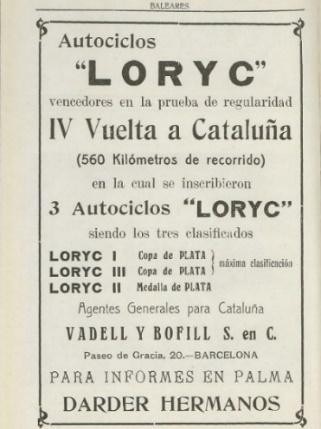 BALEARES
Autociclos
"LORYC"
vencedores en la prueba de regularidad
IV Vuelta a Cataluña
(560 Kilómetros de recorrido)
en la cual se inscribieron
3 Autociclos "LORYC"
siendo los tres clasificados
LORYC I Copa de PLATA } máxima clasificación
LORYC III Copa de PLATA
LORYC II Medalla de PLATA
Agentes Generales para Cataluña
VADELL Y BOFILL S. en C.
Paseo de Gracia, 20.—BARCELONA
PARA INFORMES EN PALMA
DARDER HERMANOS